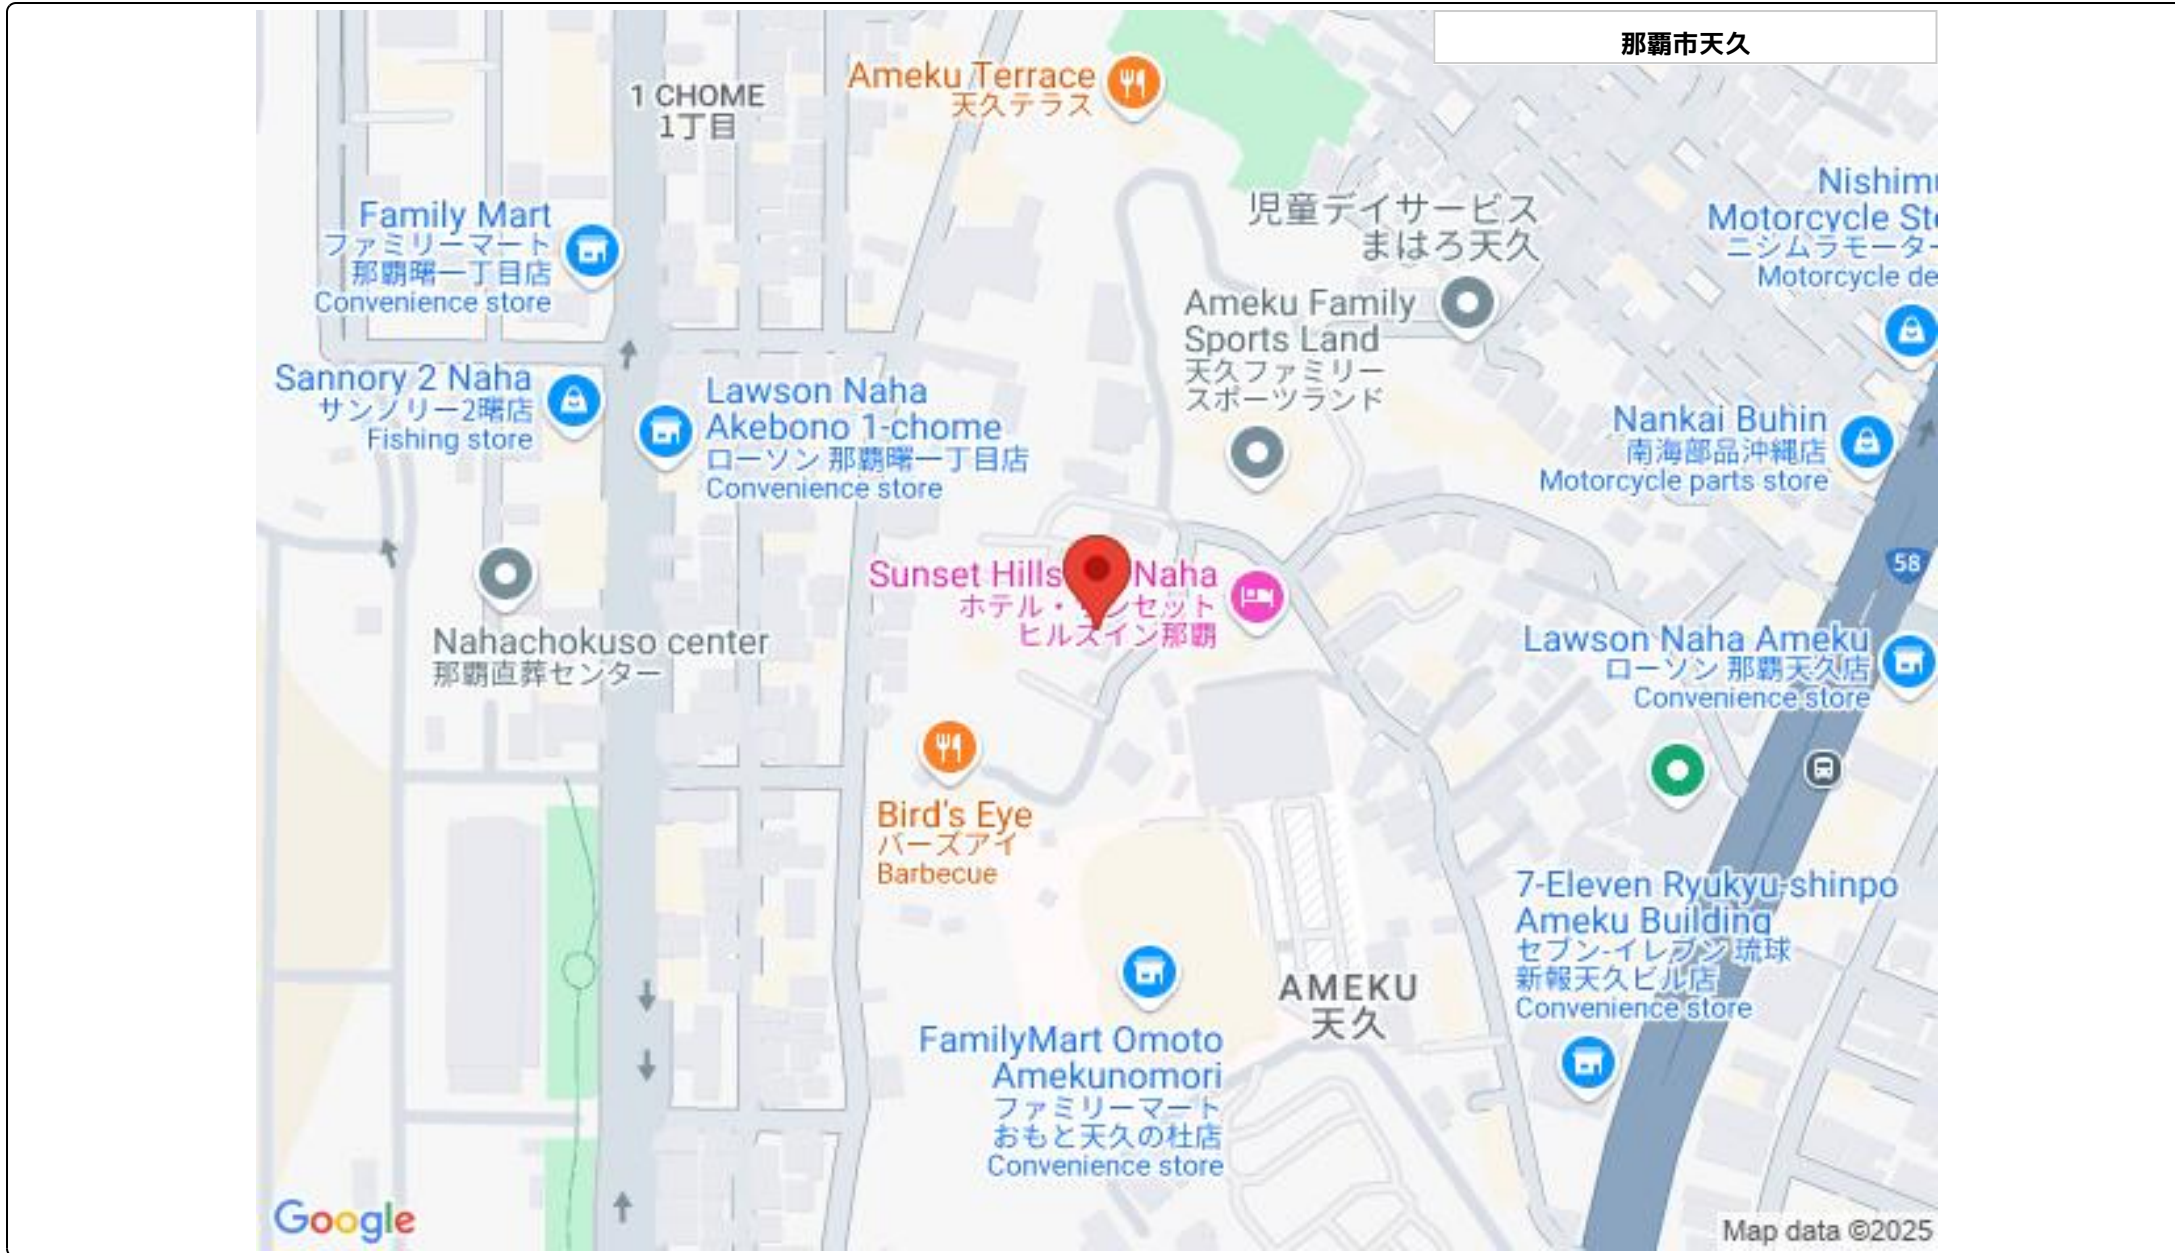 那覇市天久
1 CHOME
1丁目
Ameku Terrace
天久テラス
Family Mart
ファミリーマート
那覇曙一丁目店
Convenience store
児童デイサービス
まはろ天久
Nishimu
Motorcycle Sto
ニシムラモーター
Motorcycle de
Ameku Family
Sports Land
天久ファミリー
スポーツランド
Sannory 2 Naha
サンノリー2曙店
Fishing store
Lawson Naha
Akebono 1-chome
ローソン 那覇曙一丁目店
Convenience store
Nankai Buhin
南海部品沖縄店
Motorcycle parts store
58
Sunset Hills Naha
ホテル・サンセット
ヒルズイン那覇
Nahachokuso center
那覇直葬センター
Lawson Naha Ameku
ローソン 那覇天久店
Convenience store
Bird's Eye
バーズアイ
Barbecue
7-Eleven Ryukyu-shinpo
Ameku Building
セブン-イレブン 琉球
新報天久ビル店
Convenience store
AMEKU
天久
FamilyMart Omoto
Amekunomori
ファミリーマート
おもと天久の杜店
Convenience store
Google
Map data ©2025